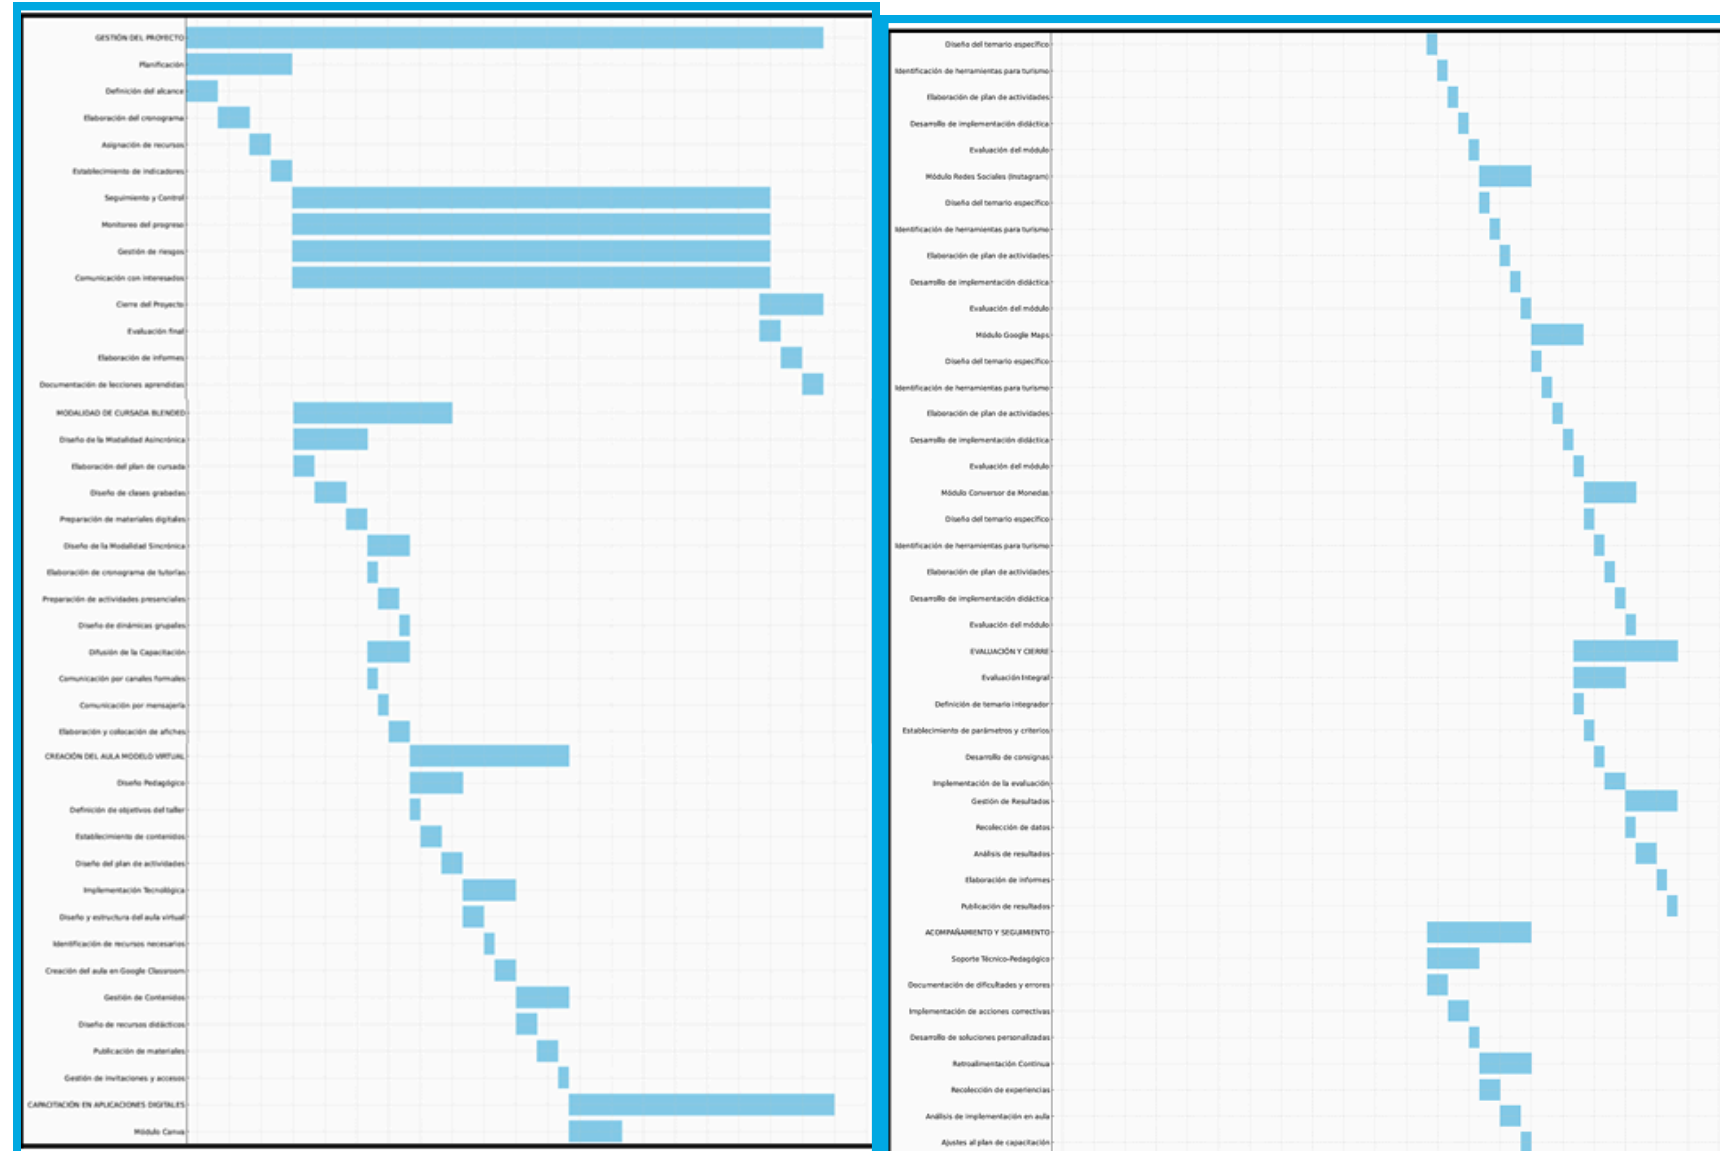 GESTIÓN DEL PROYECTO
Planificación
Definición del alcance
Elaboración del cronograma
Asignación de recursos
Establecimiento de indicadores
Seguimiento y Control
Monitoreo del progreso
Gestión de riesgos
Comunicación con interesados
Cierre del Proyecto
Evaluación final
Elaboración de informes
Documentación de lecciones aprendidas
MODALIDAD DE CURSADA BLENDED
Diseño de la Modalidad Asincrónica
Elaboración del plan de cursada
Diseño de clases grabadas
Preparación de materiales digitales
Diseño de la Modalidad Sincrónica
Elaboración de cronograma de tutorías
Preparación de actividades presenciales
Diseño de dinámicas grupales
Difusión de la Capacitación
Comunicación por canales formales
Comunicación por mensajería
Elaboración y colocación de afiches
CREACIÓN DEL AULA MODELO VIRTUAL
Diseño Pedagógico
Definición de objetivos del taller
Establecimiento de contenidos
Diseño del plan de actividades
Implementación Tecnológica
Diseño y estructura del aula virtual
Identificación de recursos necesarios
Creación del aula en Google Classroom
Gestión de Contenidos
Diseño de recursos didácticos
Publicación de materiales
Gestión de invitaciones y accesos
CAPACITACIÓN EN APLICACIONES DIGITALES
Módulo Canva
Diseño del temario específico
Identificación de herramientas para turismo
Elaboración de plan de actividades
Desarrollo de implementación didáctica
Evaluación del módulo
Módulo Redes Sociales (Instagram)
Diseño del temario específico
Identificación de herramientas para turismo
Elaboración de plan de actividades
Desarrollo de implementación didáctica
Evaluación del módulo
Módulo Google Maps
Diseño del temario específico
Identificación de herramientas para turismo
Elaboración de plan de actividades
Desarrollo de implementación didáctica
Evaluación del módulo
Módulo Conversor de Monedas
Diseño del temario específico
Identificación de herramientas para turismo
Elaboración de plan de actividades
Desarrollo de implementación didáctica
Evaluación del módulo
EVALUACIÓN Y CIERRE
Evaluación Integral
Definición de temario integrador
Establecimiento de parámetros y criterios
Desarrollo de consignas
Implementación de la evaluación
Gestión de Resultados
Recolección de datos
Análisis de resultados
Elaboración de informes
Publicación de resultados
ACOMPAÑAMIENTO Y SEGUIMIENTO
Soporte Técnico-Pedagógico
Documentación de dificultades y errores
Implementación de acciones correctivas
Desarrollo de soluciones personalizadas
Retroalimentación Continua
Recolección de experiencias
Análisis de implementación en aula
Ajustes al plan de capacitación